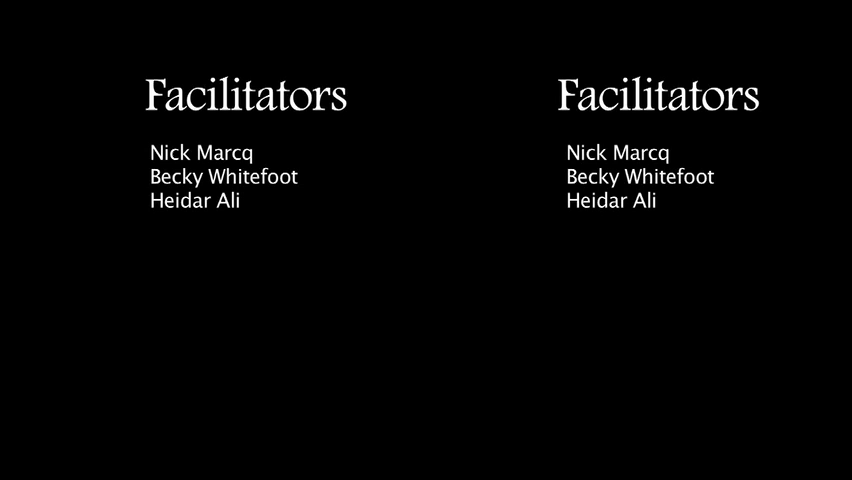 Facilitators
Nick Marcq
Becky Whitefoot
Heidar Ali
Facilitators
Nick Marcq
Becky Whitefoot
Heidar Ali